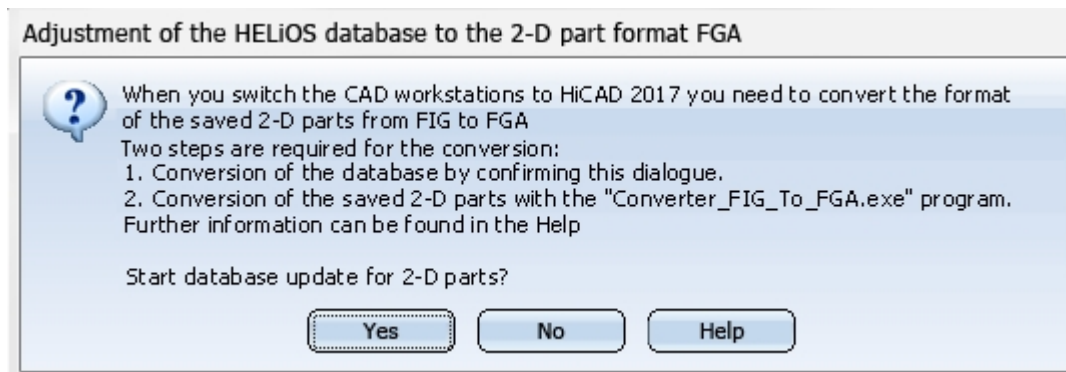 Adjustment of the HELiOS database to the 2-D part format FGA
When you switch the CAD workstations to HiCAD 2017 you need to convert the format
of the saved 2-D parts from FIG to FGA
Two steps are required for the conversion:
1. Conversion of the database by confirming this dialogue.
2. Conversion of the saved 2-D parts with the "Converter_FIG_To_FGA.exe" program.
Further information can be found in the Help
Start database update for 2-D parts?
Yes No Help